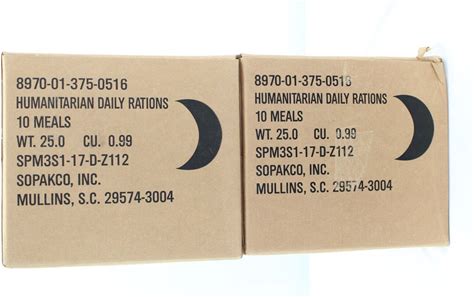 8970-01-375-0516
HUMANITARIAN DAILY RATIONS
10 MEALS
WT. 25.0 CU. 0.99
SPM3S1-17-D-Z112
SOPAKCO, INC.
MULLINS, S.C. 29574-3004
8970-01-375-0516
HUMANITARIAN DAILY RATIONS
10 MEALS
WT. 25.0 CU. 0.99
SPM3S1-17-D-Z112
SOPAKCO, INC.
MULLINS, S.C. 29574-3004